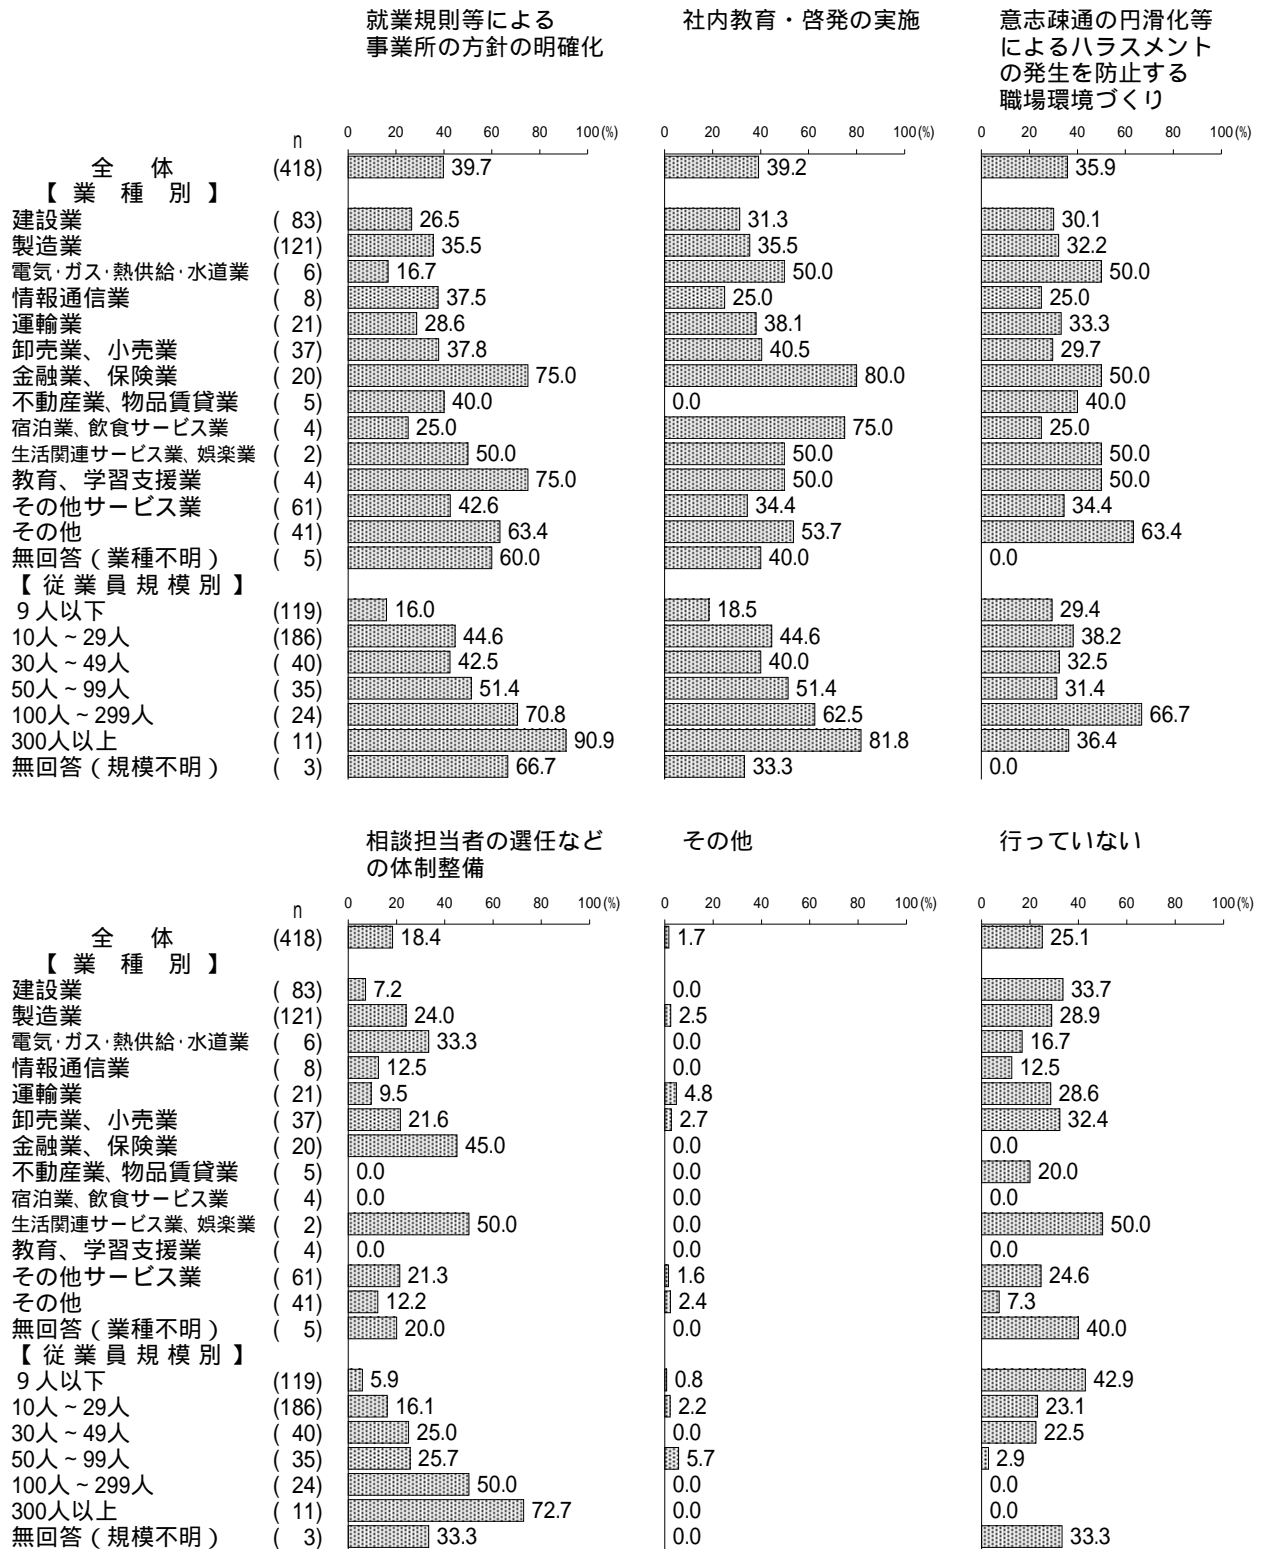 就業規則等による 社内教育・啓発の実施 意志疎通の円滑化等
事業所の方針の明確化 によるハラスメント
の発生を防止する
職場環境づくり
n 0 20 40 60 80 100(%) 0 20 40 60 80 100(%) 0 20 40 60 80 100(%)
全 体 (418) 39.7 39.2 35.9
【 業 種 別 】
建設業 ( 83) 26.5 31.3 30.1
製造業 (121) 35.5 35.5 32.2
電気・ガス・熱供給・水道業 ( 6) 16.7 50.0 50.0
情報通信業 ( 8) 37.5 25.0 25.0
運輸業 ( 21) 28.6 38.1 33.3
卸売業、小売業 ( 37) 37.8 40.5 29.7
金融業、保険業 ( 20) 75.0 80.0 50.0
不動産業、物品賃貸業 ( 5) 40.0 0.0 40.0
宿泊業、飲食サービス業 ( 4) 25.0 75.0 25.0
生活関連サービス業、娯楽業 ( 2) 50.0 50.0 50.0
教育、学習支援業 ( 4) 75.0 50.0 50.0
その他サービス業 ( 61) 42.6 34.4 34.4
その他 ( 41) 63.4 53.7 63.4
無回答（業種不明） ( 5) 60.0 40.0 0.0
【 従 業 員 規 模 別 】
９人以下 (119) 16.0 18.5 29.4
10人～29人 (186) 44.6 44.6 38.2
30人～49人 ( 40) 42.5 40.0 32.5
50人～99人 ( 35) 51.4 51.4 31.4
100人～299人 ( 24) 70.8 62.5 66.7
300人以上 ( 11) 90.9 81.8 36.4
無回答（規模不明） ( 3) 66.7 33.3 0.0
相談担当者の選任など その他 行っていない
の体制整備
n 0 20 40 60 80 100(%) 0 20 40 60 80 100(%) 0 20 40 60 80 100(%)
全 体 (418) 18.4 1.7 25.1
【 業 種 別 】
建設業 ( 83) 7.2 0.0 33.7
製造業 (121) 24.0 2.5 28.9
電気・ガス・熱供給・水道業 ( 6) 33.3 0.0 16.7
情報通信業 ( 8) 12.5 0.0 12.5
運輸業 ( 21) 9.5 4.8 28.6
卸売業、小売業 ( 37) 21.6 2.7 32.4
金融業、保険業 ( 20) 45.0 0.0 0.0
不動産業、物品賃貸業 ( 5) 0.0 0.0 20.0
宿泊業、飲食サービス業 ( 4) 0.0 0.0 0.0
生活関連サービス業、娯楽業 ( 2) 50.0 0.0 50.0
教育、学習支援業 ( 4) 0.0 0.0 0.0
その他サービス業 ( 61) 21.3 1.6 24.6
その他 ( 41) 12.2 2.4 7.3
無回答（業種不明） ( 5) 20.0 0.0 40.0
【 従 業 員 規 模 別 】
９人以下 (119) 5.9 0.8 42.9
10人～29人 (186) 16.1 2.2 23.1
30人～49人 ( 40) 25.0 0.0 22.5
50人～99人 ( 35) 25.7 5.7 2.9
100人～299人 ( 24) 50.0 0.0 0.0
300人以上 ( 11) 72.7 0.0 0.0
無回答（規模不明） ( 3) 33.3 0.0 33.3